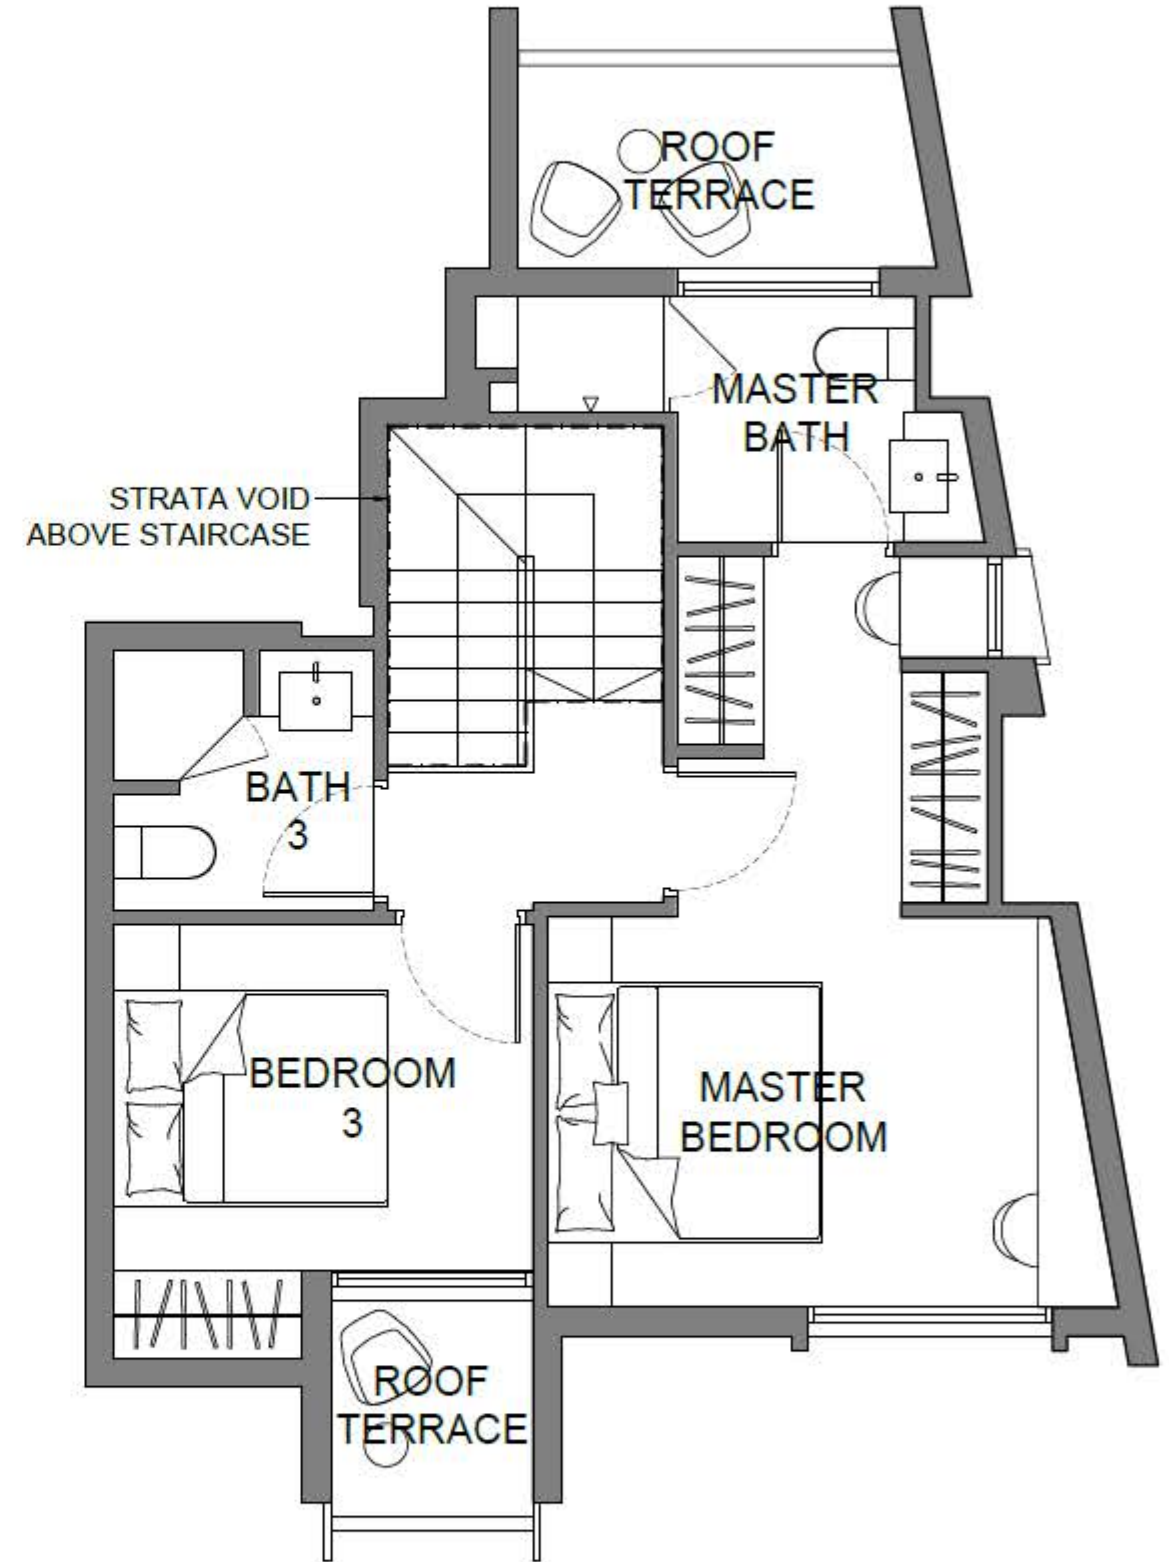 ROOF
TERRACE
MASTER
BATH
STRATA VOID
ABOVE STAIRCASE
BATH
3
BEDROOM
3
MASTER
BEDROOM
ROOF
TERRACE